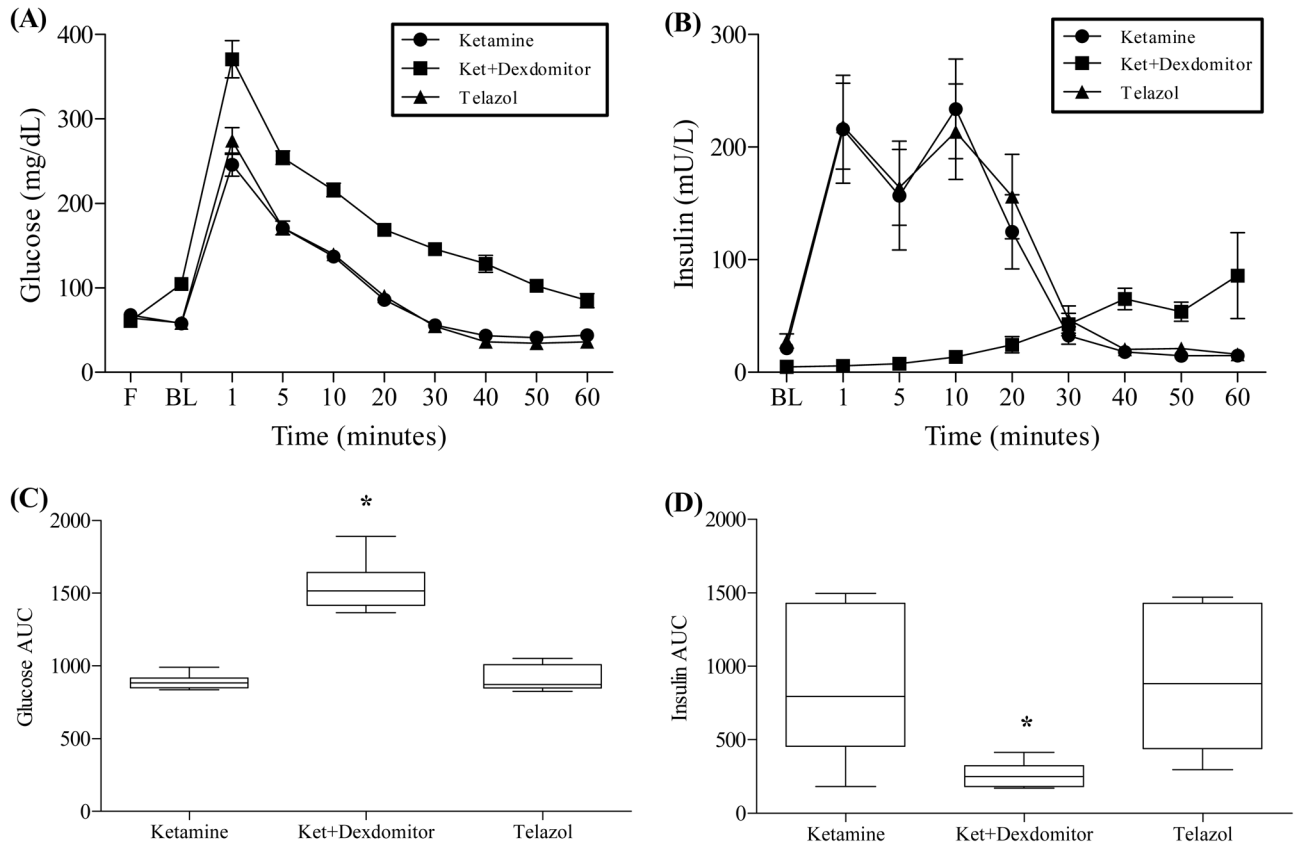 (A)
Ketamine
Ket+Dexdomitor
Telazol
Glucose (mg/dL)
400
300
200
100
0
F BL 1 5 10 20 30 40 50 60
Time (minutes)
(B)
Ketamine
Ket+Dexdomitor
Telazol
Insulin (mU/L)
300
200
100
0
BL 1 5 10 20 30 40 50 60
Time (minutes)
(C)
*
Glucose AUC
2000
1500
1000
500
0
Ketamine Ket+Dexdomitor Telazol
(D)
*
Insulin AUC
2000
1500
1000
500
0
Ketamine Ket+Dexdomitor Telazol